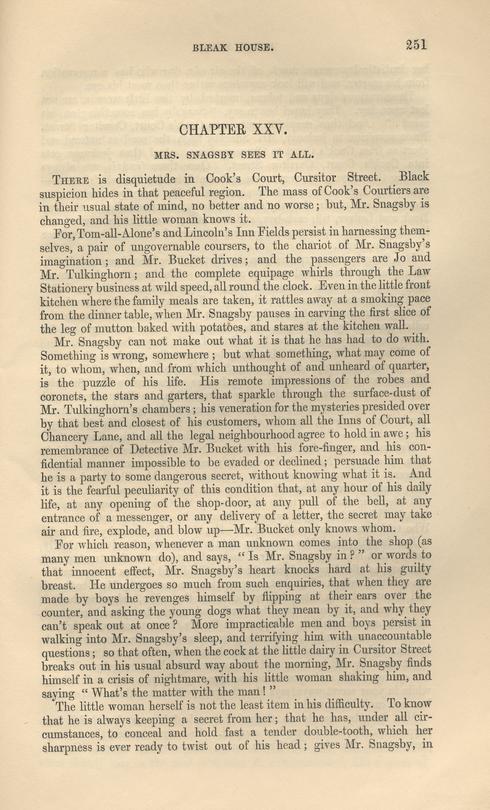 BLEAK HOUSE. 251
CHAPTER XXV.
MRS. SNAGSBY SEES IT ALL.
THERE is disquietude in Cook's Court, Cursitor Street. Black
suspicion hides in that peaceful region. The mass of Cook's Courtiers are
in their usual state of mind, no better and no worse; but, Mr. Snagsby is
changed, and his little woman knows it.
For, Tom-all-Alone's and Lincoln's Inn Fields persist in harnessing them-
selves, a pair of ungovernable coursers, to the chariot of Mr. Snagsby's
imagination; and Mr. Bucket drives; and the passengers are Jo and
Mr. Tulkinghorn; and the complete equipage whirls through the Law
Stationery business at wild speed, all round the clock. Even in the little front
kitchen where the family meals are taken, it rattles away at a smoking pace
from the dinner table, when Mr. Snagsby pauses in carving the first slice of
the leg of mutton baked with potatoes, and stares at the kitchen wall.
Mr. Snagsby can not make out what it is that he has had to do with.
Something is wrong, somewhere; but what something, what may come of
it, to whom, when, and from which unthought of and unheard of quarter,
is the puzzle of his life. His remote impressions of the robes and
coronets, the stars and garters, that sparkle through the surface-dust of
Mr. Tulkinghorn's chambers; his veneration for the mysteries presided over
by that best and closest of his customers, whom all the Inns of Court, all
Chancery Lane, and all the legal neighbourhood agree to hold in awe; his
remembrance of Detective Mr. Bucket with his fore-finger, and his con-
fidential manner impossible to be evaded or declined; persuade him that
he is a party to some dangerous secret, without knowing what it is. And
it is the fearful peculiarity of this condition that, at any hour of his daily
life, at any opening of the shop-door, at any pull of the bell, at any
entrance of a messenger, or any delivery of a letter, the secret may take
air and fire, explode, and blow up—Mr. Bucket only knows whom.
For which reason, whenever a man unknown comes into the shop (as
many men unknown do), and says, "Is Mr. Snagsby in?" or words to
that innocent effect, Mr. Snagsby's heart knocks hard at his guilty
breast. He undergoes so much from such enquiries, that when they are
made by boys he revenges himself by flipping at their ears over the
counter, and asking the young dogs what they mean by it, and why they
can't speak out at once? More impracticable men and boys persist in
walking into Mr. Snagsby's sleep, and terrifying him with unaccountable
questions; so that often, when the cock at the little dairy in Cursitor Street
breaks out in his usual absurd way about the morning, Mr. Snagsby finds
himself in a crisis of nightmare, with his little woman shaking him, and
saying "What's the matter with the man!"
The little woman herself is not the least item in his difficulty. To know
that he is always keeping a secret from her; that he has, under all cir-
cumstances, to conceal and hold fast a tender double-tooth, which her
sharpness is ever ready to twist out of his head; gives Mr. Snagsby, in